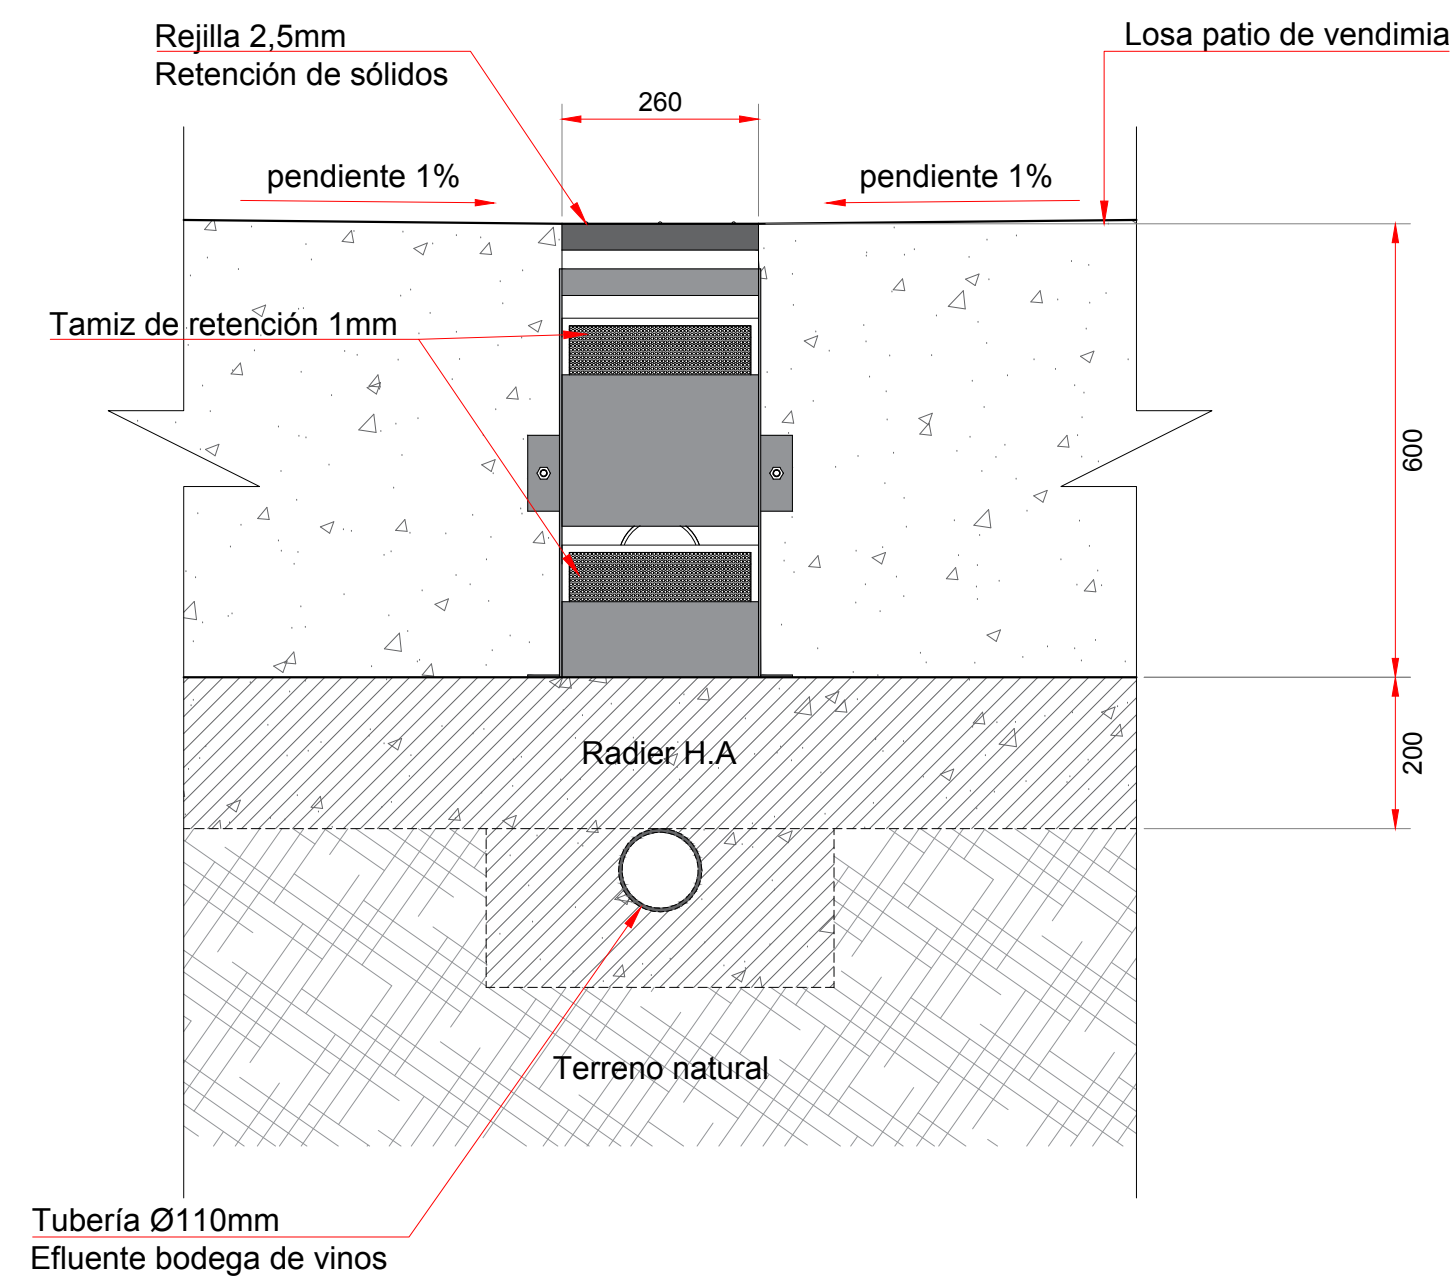 Rejilla 2,5mm
Retención de sólidos
Losa patio de vendimia
260
pendiente 1%
pendiente 1%
Tamiz de retención 1mm
600
Radier H.A
200
Terreno natural
Tubería Ø110mm
Efluente bodega de vinos